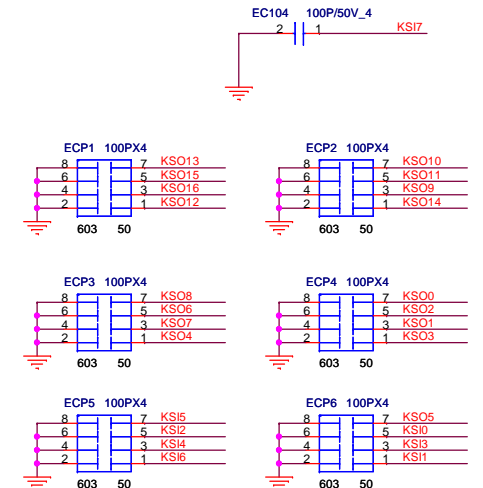 EC104 100P/50V_4
2 1 KSI7
ECP1 100PX4 ECP2 100PX4
8 7 KSO13 8 7 KSO10
6 5 KSO15 6 5 KSO11
4 3 KSO16 4 3 KSO9
2 1 KSO12 2 1 KSO14
603 50 603 50
ECP3 100PX4 ECP4 100PX4
8 7 KSO8 8 7 KSO0
6 5 KSO6 6 5 KSO2
4 3 KSO7 4 3 KSO1
2 1 KSO4 2 1 KSO3
603 50 603 50
ECP5 100PX4 ECP6 100PX4
8 7 KSI5 8 7 KSO5
6 5 KSI2 6 5 KSI0
4 3 KSI4 4 3 KSI3
2 1 KSI6 2 1 KSI1
603 50 603 50